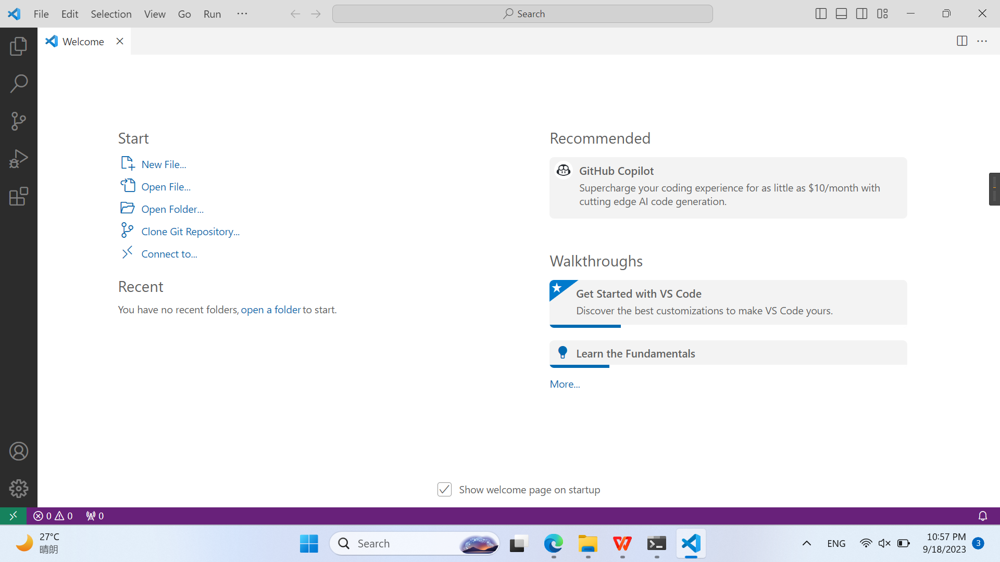 File Edit Selection View Go Run ...
Search
Welcome
Start
New File...
Open File...
Open Folder...
Clone Git Repository...
Connect to...
Recent
You have no recent folders, open a folder to start.
Recommended
GitHub Copilot
Supercharge your coding experience for as little as $10/month with
cutting edge AI code generation.
Walkthroughs
Get Started with VS Code
Discover the best customizations to make VS Code yours.
Learn the Fundamentals
More...
Show welcome page on startup
0 0 0
27°C
晴朗
Search
ENG
10:57 PM
9/18/2023
3